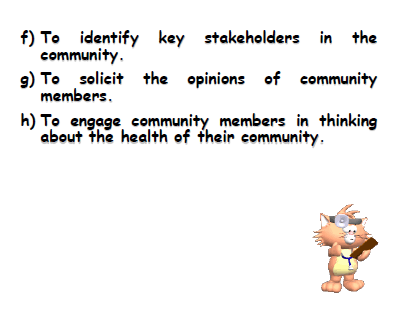 f) To identify key stakeholders in the
community.
g) To solicit the opinions of community
members.
h) To engage community members in thinking
about the health of their community.